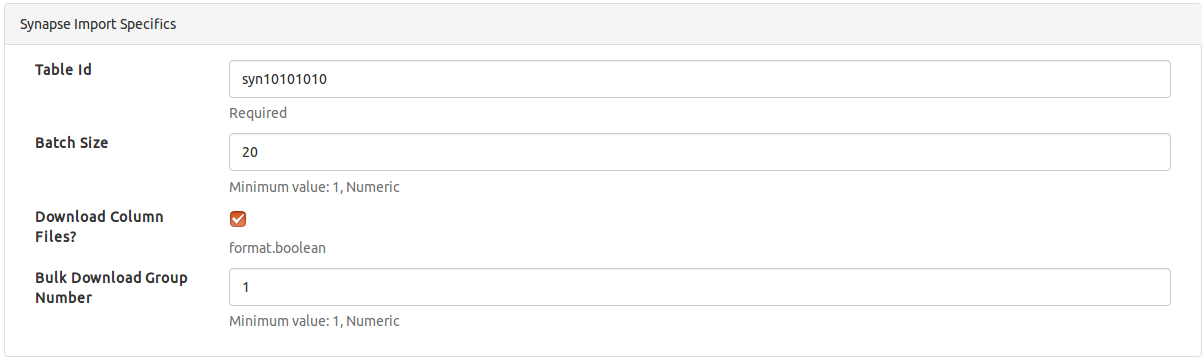 Synapse Import Specifics
Table Id
syn10101010
Required
Batch Size
20
Minimum value: 1, Numeric
Download Column
Files?
format.boolean
Bulk Download Group
Number
1
Minimum value: 1, Numeric